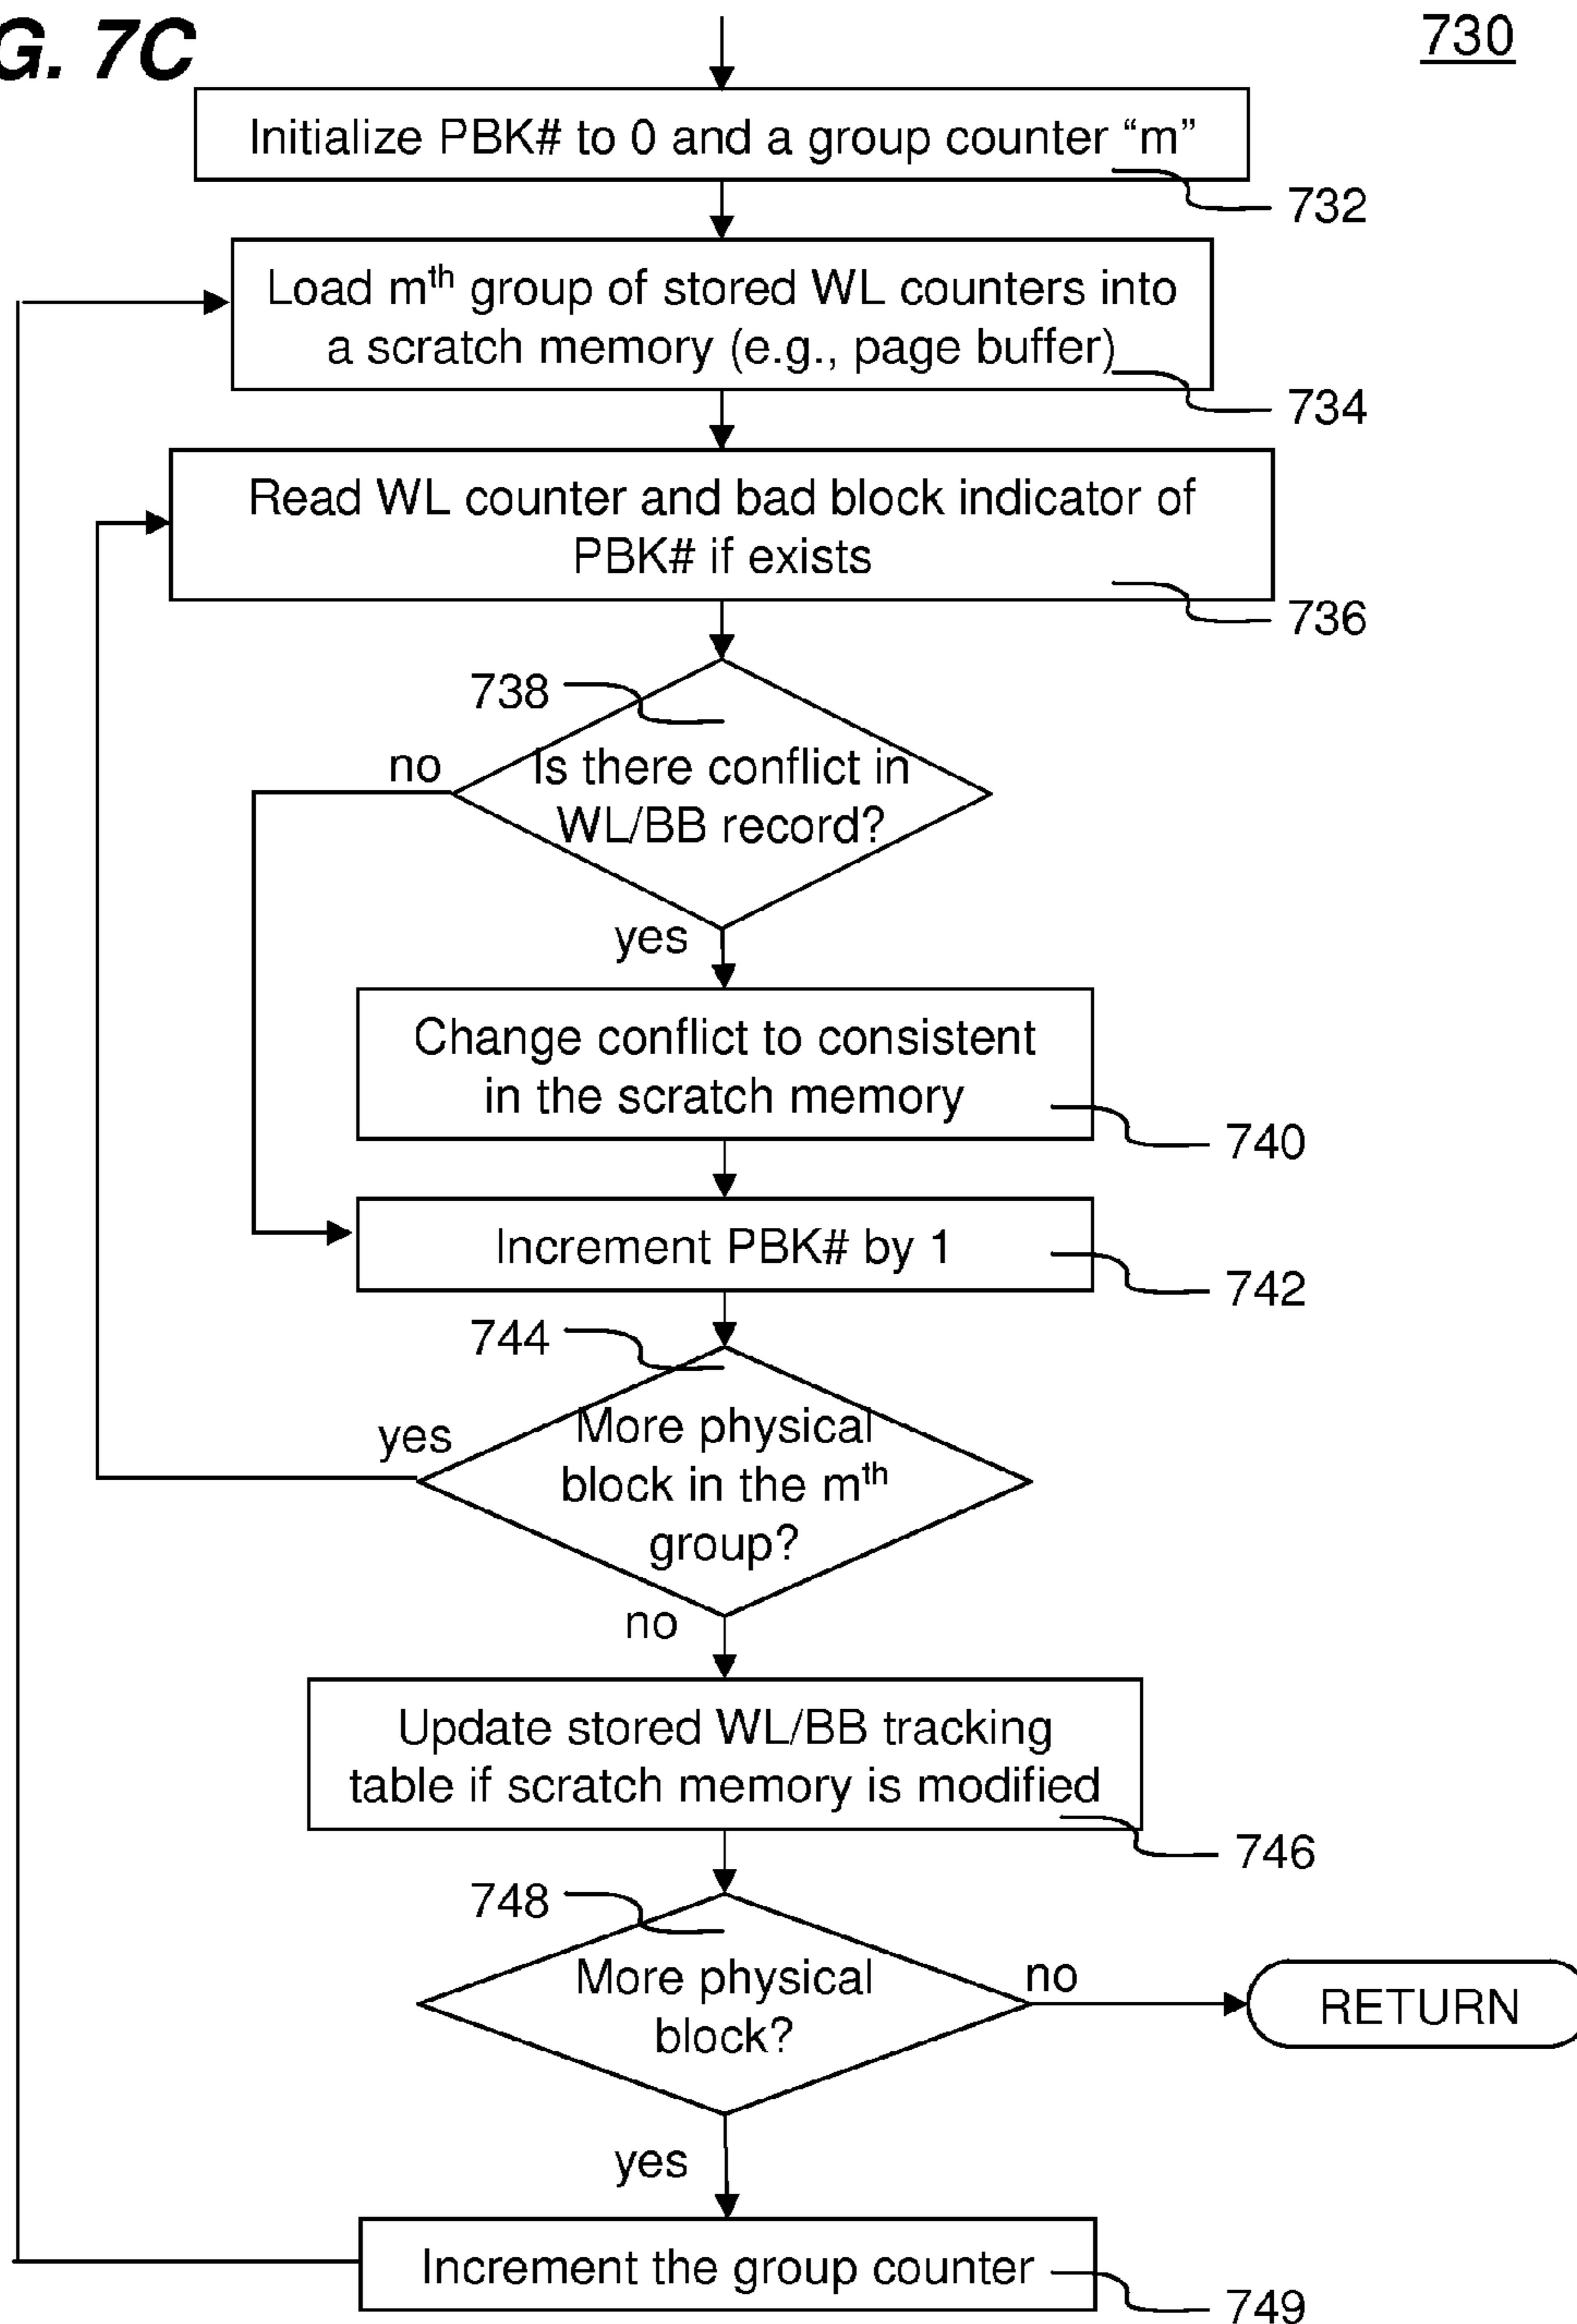 G. 7C
730
Initialize PBK# to 0 and a group counter “m”
732
Load mth group of stored WL counters into
a scratch memory (e.g., page buffer)
734
Read WL counter and bad block indicator of
PBK# if exists
736
738
no
Is there conflict in
WL/BB record?
yes
Change conflict to consistent
in the scratch memory
740
Increment PBK# by 1
742
744
yes
More physical
block in the mth
group?
no
Update stored WL/BB tracking
table if scratch memory is modified
746
748
More physical
block?
no
RETURN
yes
Increment the group counter
749